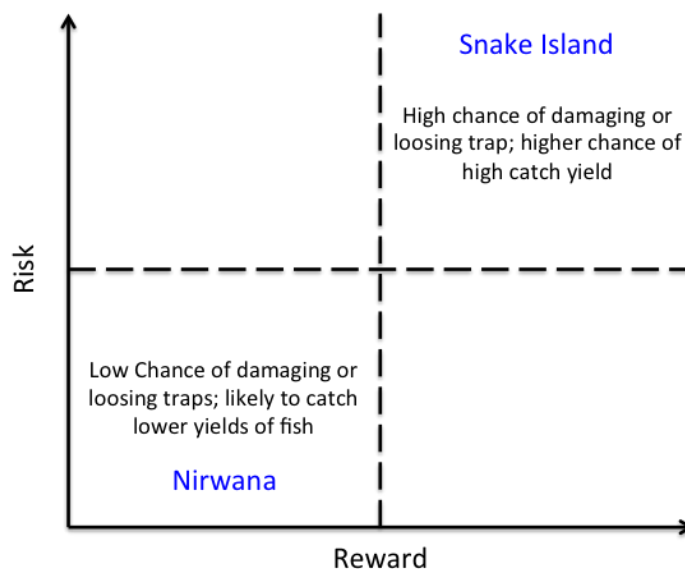 Snake Island
High chance of damaging or
loosing trap; higher chance of
high catch yield
Risk
Low Chance of damaging or
loosing traps; likely to catch
lower yields of fish
Nirwana
Reward